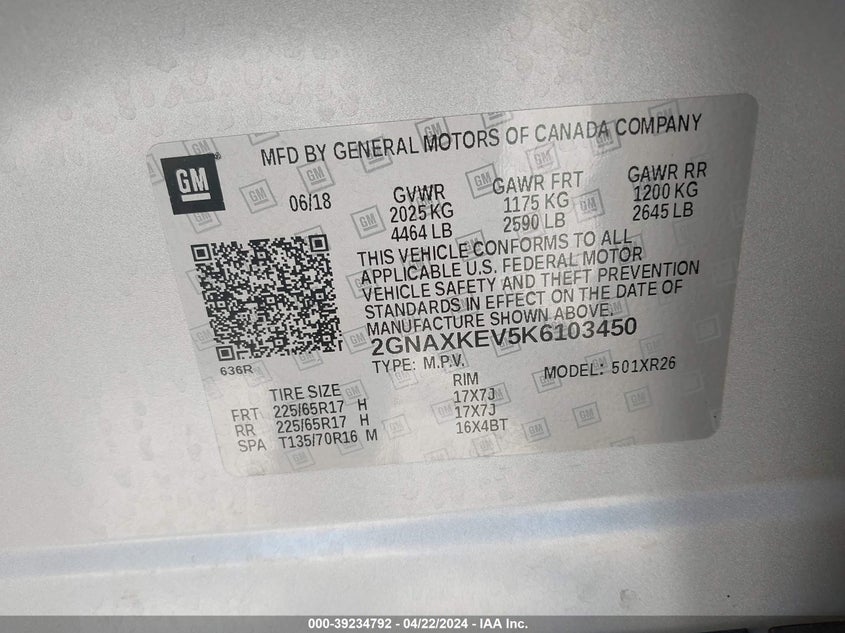 GM
®
MFD BY GENERAL MOTORS OF CANADA COMPANY
06/18
GVWR
2025 KG
4464 LB
GAWR FRT
1175 KG
2590 LB
GAWR RR
1200 KG
2645 LB
THIS VEHICLE CONFORMS TO ALL
APPLICABLE U.S. FEDERAL MOTOR
VEHICLE SAFETY AND THEFT PREVENTION
STANDARDS IN EFFECT ON THE DATE OF
MANUFACTURE SHOWN ABOVE.
2GNAXKEV5K6103450
636R
TYPE: M.P.V.
MODEL: 501XR26
TIRE SIZE
RIM
FRT 225/65R17 H 17X7J
RR 225/65R17 H 17X7J
SPA T135/70R16 M 16X4BT
000-39234792 - 04/22/2024 - IAA Inc.